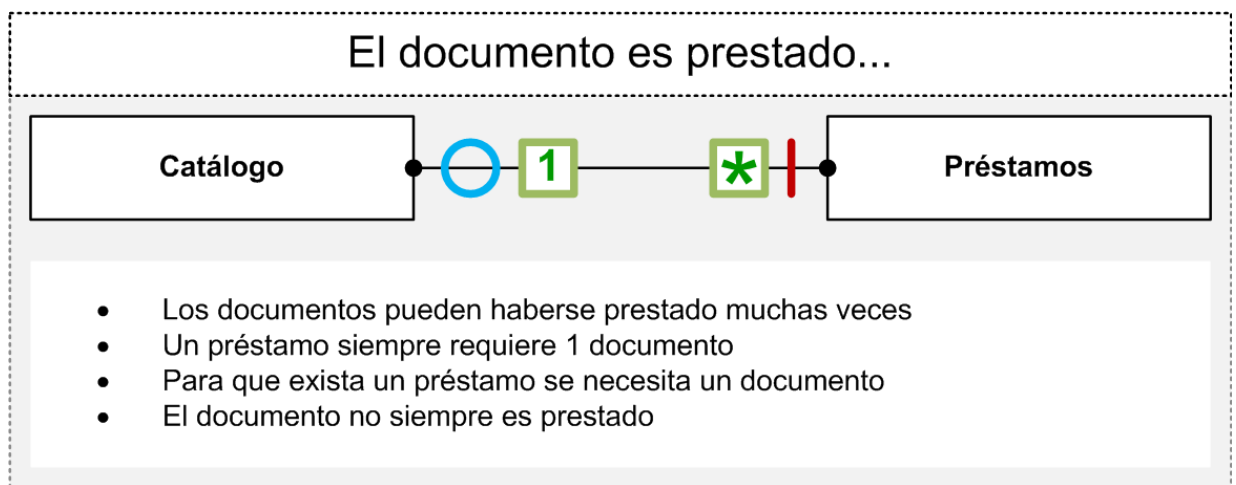 El documento es prestado...
Catálogo 1 * Préstamos
• Los documentos pueden haberse prestado muchas veces
• Un préstamo siempre requiere 1 documento
• Para que exista un préstamo se necesita un documento
• El documento no siempre es prestado